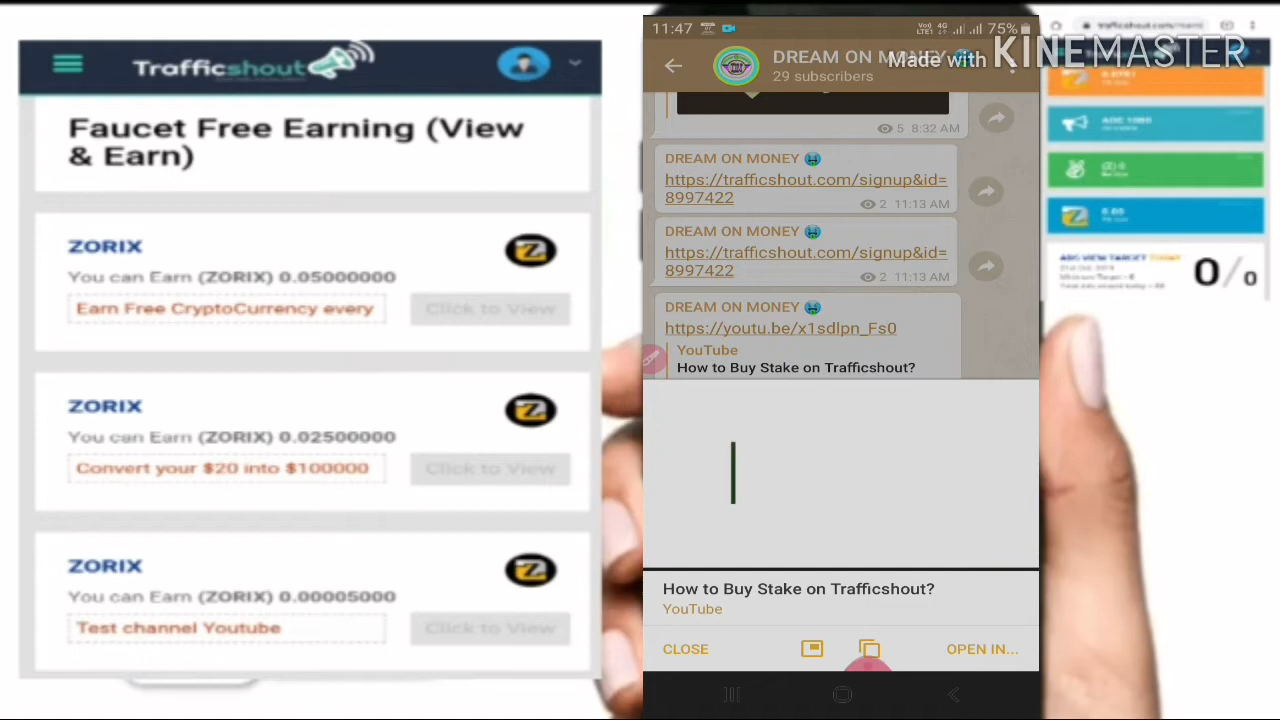 Trafficshout
Faucet Free Earning (View
& Earn)
ZORIX
You can Earn (ZORIX) 0.05000000
Earn Free CryptoCurrency every
Click to View
ZORIX
You can Earn (ZORIX) 0.02500000
Convert your $20 into $100000
Click to View
ZORIX
You can Earn (ZORIX) 0.00005000
Test channel Youtube
Click to View
11:47
4G
75%
DREAM ON MONEY
29 subscribers
5 8:32 AM
DREAM ON MONEY
https://trafficshout.com/signup&id=
8997422
2 11:13 AM
DREAM ON MONEY
https://trafficshout.com/signup&id=
8997422
2 11:13 AM
DREAM ON MONEY
https://youtu.be/x1sdlpn_Fs0
YouTube
How to Buy Stake on Trafficshout?
How to Buy Stake on Trafficshout?
YouTube
CLOSE
OPEN IN...
Made with KINEMASTER
0/0